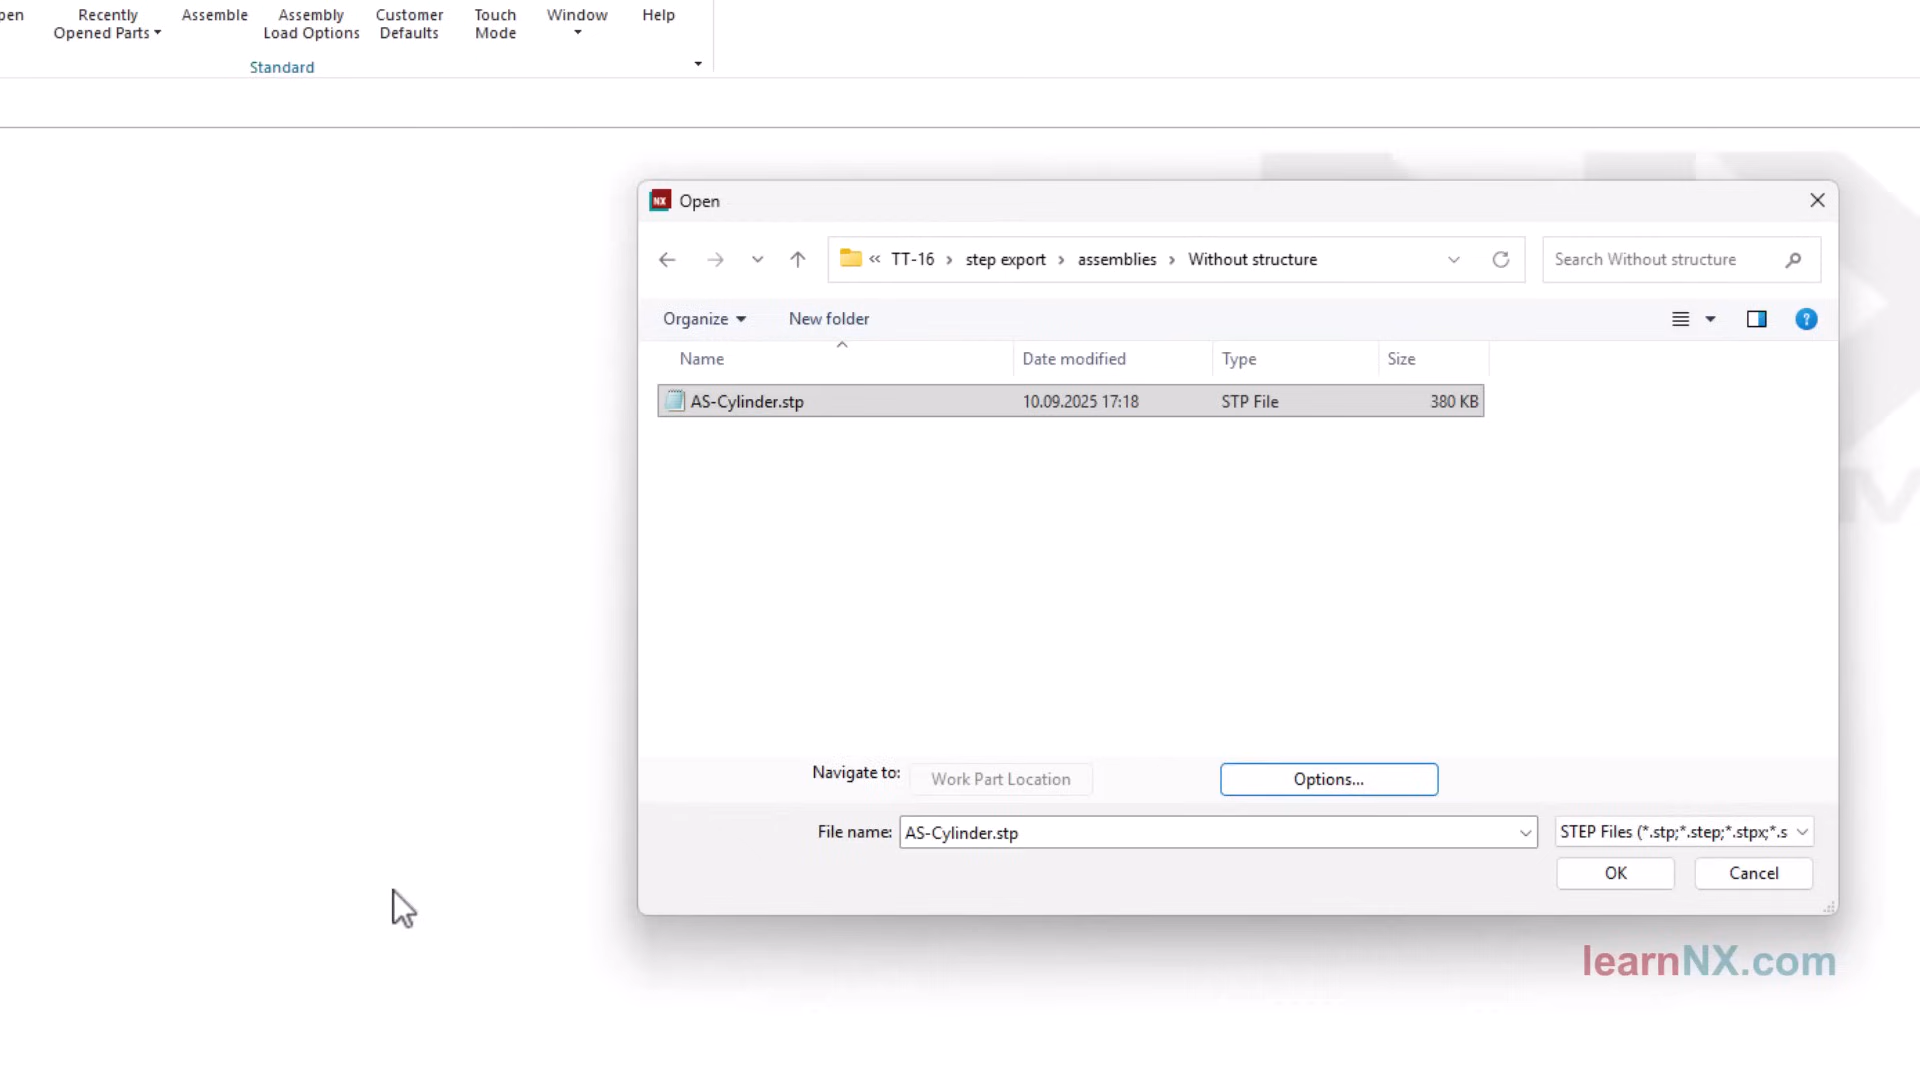 pen
Recently
Opened Parts
Assemble
Assembly
Load Options
Customer
Defaults
Touch
Mode
Window
Help
Standard
NX Open
« TT-16 › step export › assemblies › Without structure
Search Without structure
Organize
New folder
?
Name
Date modified
Type
Size
AS-Cylinder.stp
10.09.2025 17:18
STP File
380 KB
Navigate to:
Work Part Location
Options...
File name:
AS-Cylinder.stp
STEP Files (*.stp;*.step;*.stpx;*.s
OK
Cancel
learnNX.com